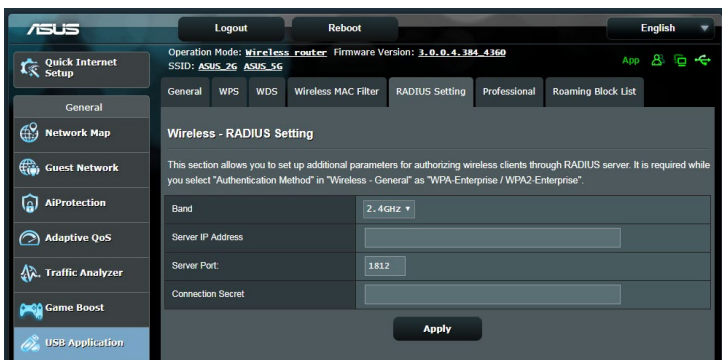 ASUS
Logout
Reboot
English
Quick Internet
Setup
Operation Mode: Wireless router Firmware Version: 3.0.0.4.384_4360
SSID: ASUS_2G ASUS_5G
App
General
WPS
WDS
Wireless MAC Filter
RADIUS Setting
Professional
Roaming Block List
General
Network Map
Guest Network
AiProtection
Adaptive QoS
Traffic Analyzer
Game Boost
USB Application
Wireless - RADIUS Setting
This section allows you to set up additional parameters for authorizing wireless clients through RADIUS server. It is required while
you select "Authentication Method" in "Wireless - General" as "WPA-Enterprise / WPA2-Enterprise".
Band
2.4GHz
Server IP Address
Server Port:
1812
Connection Secret
Apply